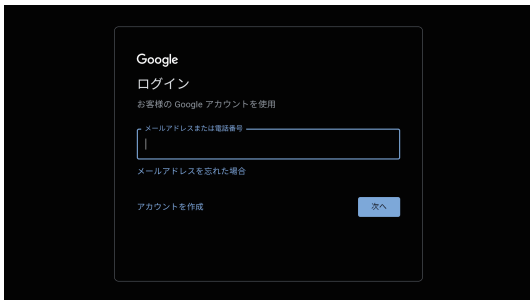 Google
ログイン
お客様の Google アカウントを使用
メールアドレスまたは電話番号
メールアドレスを忘れた場合
アカウントを作成
次へ